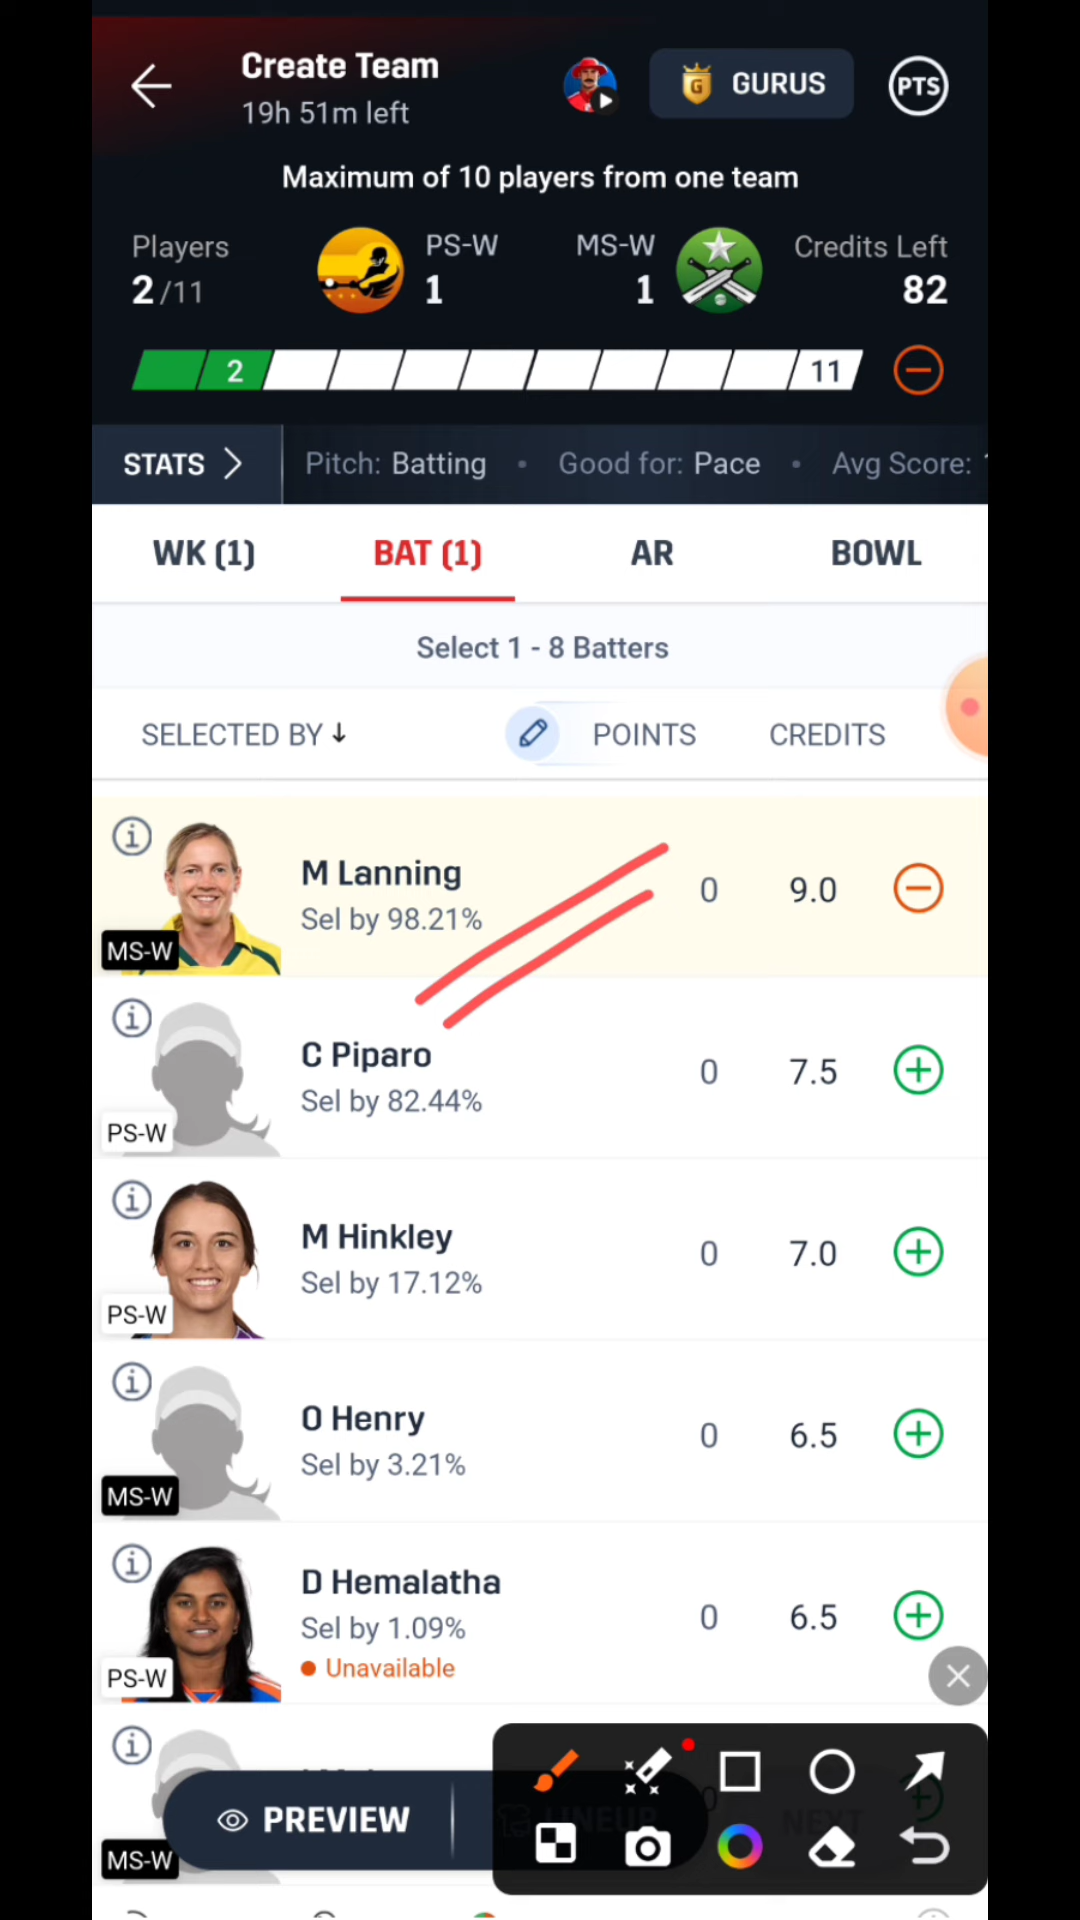 Create Team
19h 51m left
G GURUS
PTS
Maximum of 10 players from one team
Players
2/11
PS-W
1
MS-W
1
Credits Left
82
2
11
STATS
Pitch: Batting • Good for: Pace • Avg Score:
WK (1)
BAT (1)
AR
BOWL
Select 1 - 8 Batters
SELECTED BY ↓
POINTS
CREDITS
M Lanning
Sel by 98.21%
0
9.0
MS-W
C Piparo
Sel by 82.44%
0
7.5
PS-W
M Hinkley
Sel by 17.12%
0
7.0
PS-W
O Henry
Sel by 3.21%
0
6.5
MS-W
D Hemalatha
Sel by 1.09%
Unavailable
0
6.5
PS-W
PREVIEW
LINEUP
NEXT
MS-W